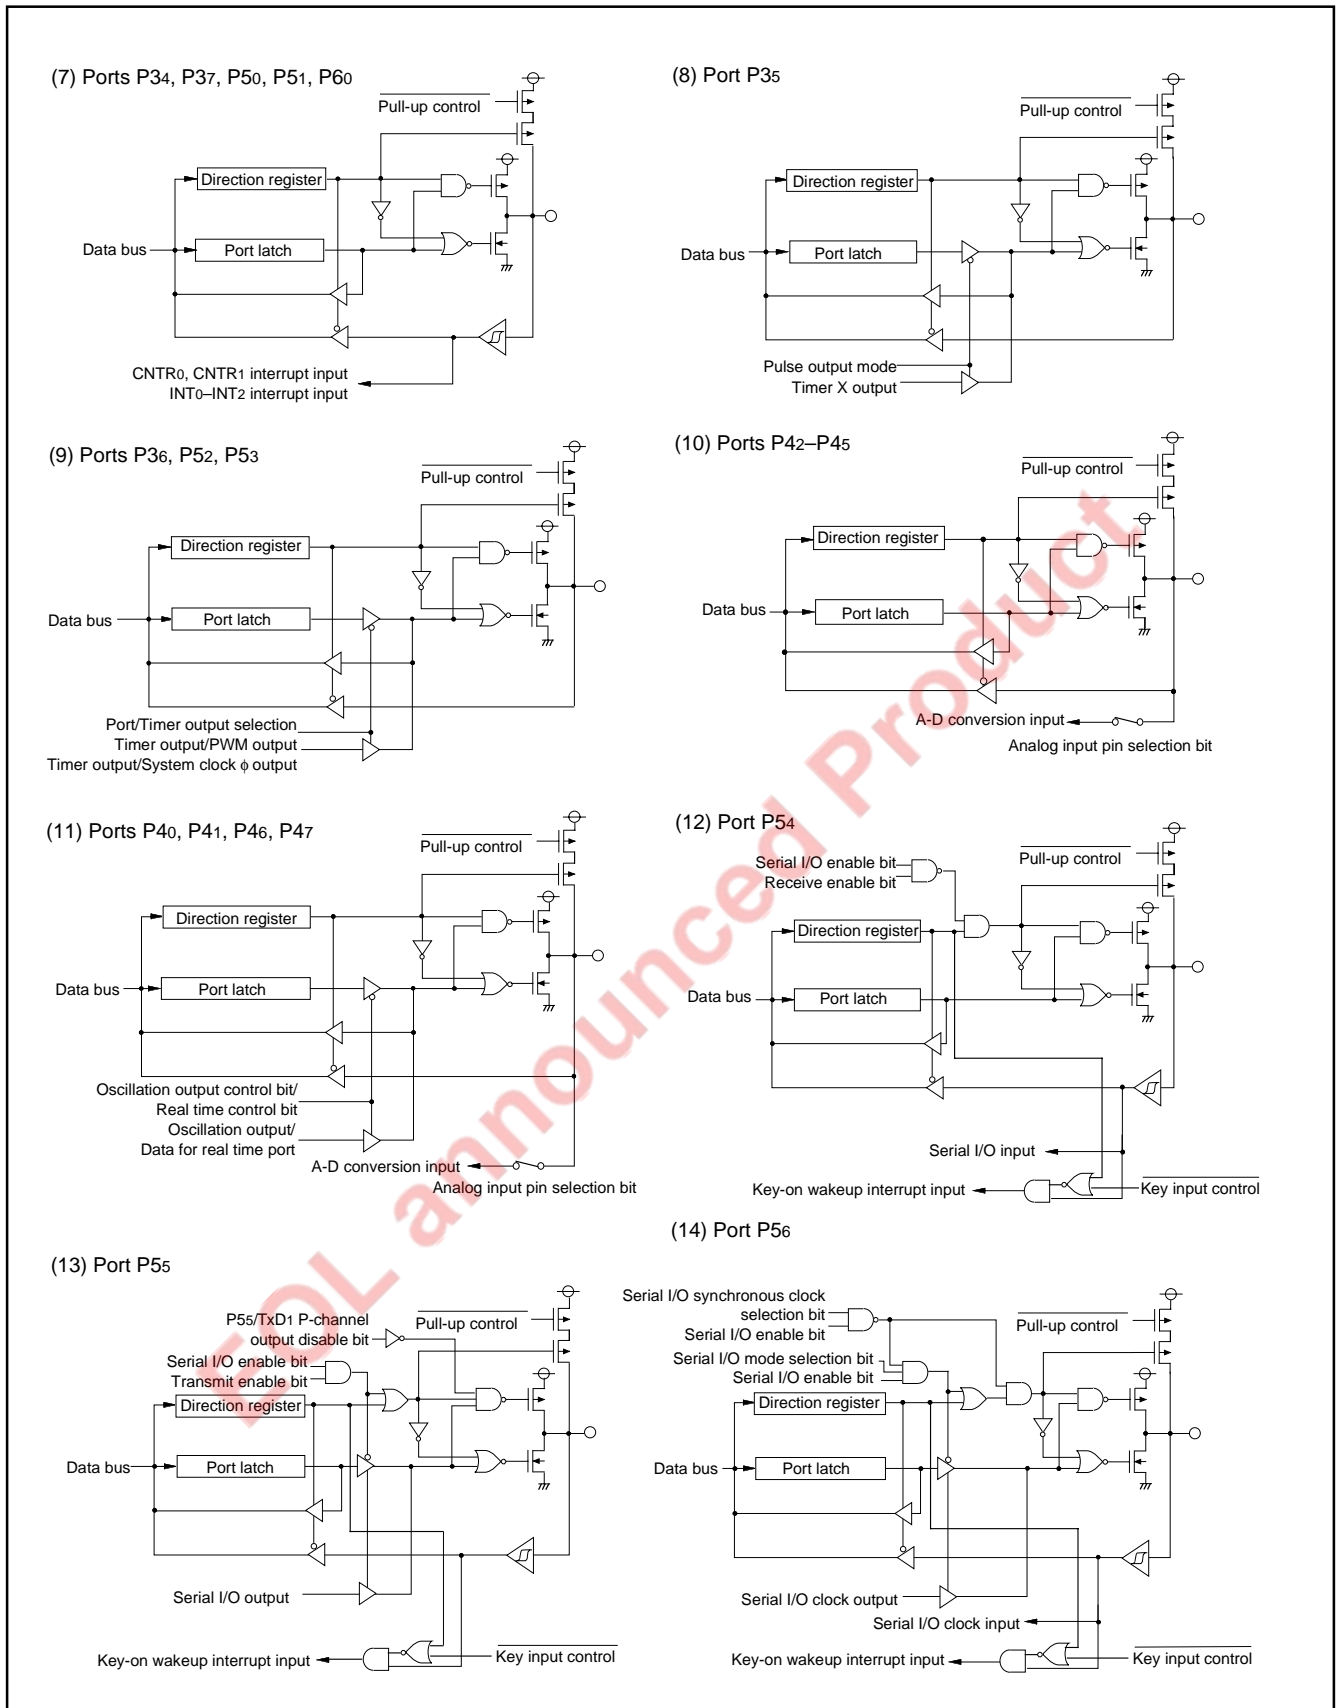 (7) Ports P34, P37, P50, P51, P60
Pull-up control
Direction register
Data bus
Port latch
CNTR0, CNTR1 interrupt input
INT0–INT2 interrupt input
(8) Port P35
Pull-up control
Direction register
Data bus
Port latch
Pulse output mode
Timer X output
(9) Ports P36, P52, P53
Pull-up control
Direction register
Data bus
Port latch
Port/Timer output selection
Timer output/PWM output
Timer output/System clock ϕ output
(10) Ports P42–P45
Pull-up control
Direction register
Data bus
Port latch
A-D conversion input
Analog input pin selection bit
(11) Ports P40, P41, P46, P47
Pull-up control
Direction register
Data bus
Port latch
Oscillation output control bit/
Real time control bit
Oscillation output/
Data for real time port
A-D conversion input
Analog input pin selection bit
(12) Port P54
Serial I/O enable bit
Receive enable bit
Pull-up control
Direction register
Data bus
Port latch
Serial I/O input
Key-on wakeup interrupt input
Key input control
(13) Port P55
P55/TxD1 P-channel
output disable bit
Pull-up control
Serial I/O enable bit
Transmit enable bit
Direction register
Data bus
Port latch
Serial I/O output
Key-on wakeup interrupt input
Key input control
(14) Port P56
Serial I/O synchronous clock
selection bit
Serial I/O enable bit
Pull-up control
Serial I/O mode selection bit
Serial I/O enable bit
Direction register
Data bus
Port latch
Serial I/O clock output
Serial I/O clock input
Key-on wakeup interrupt input
Key input control
EOL announced Product